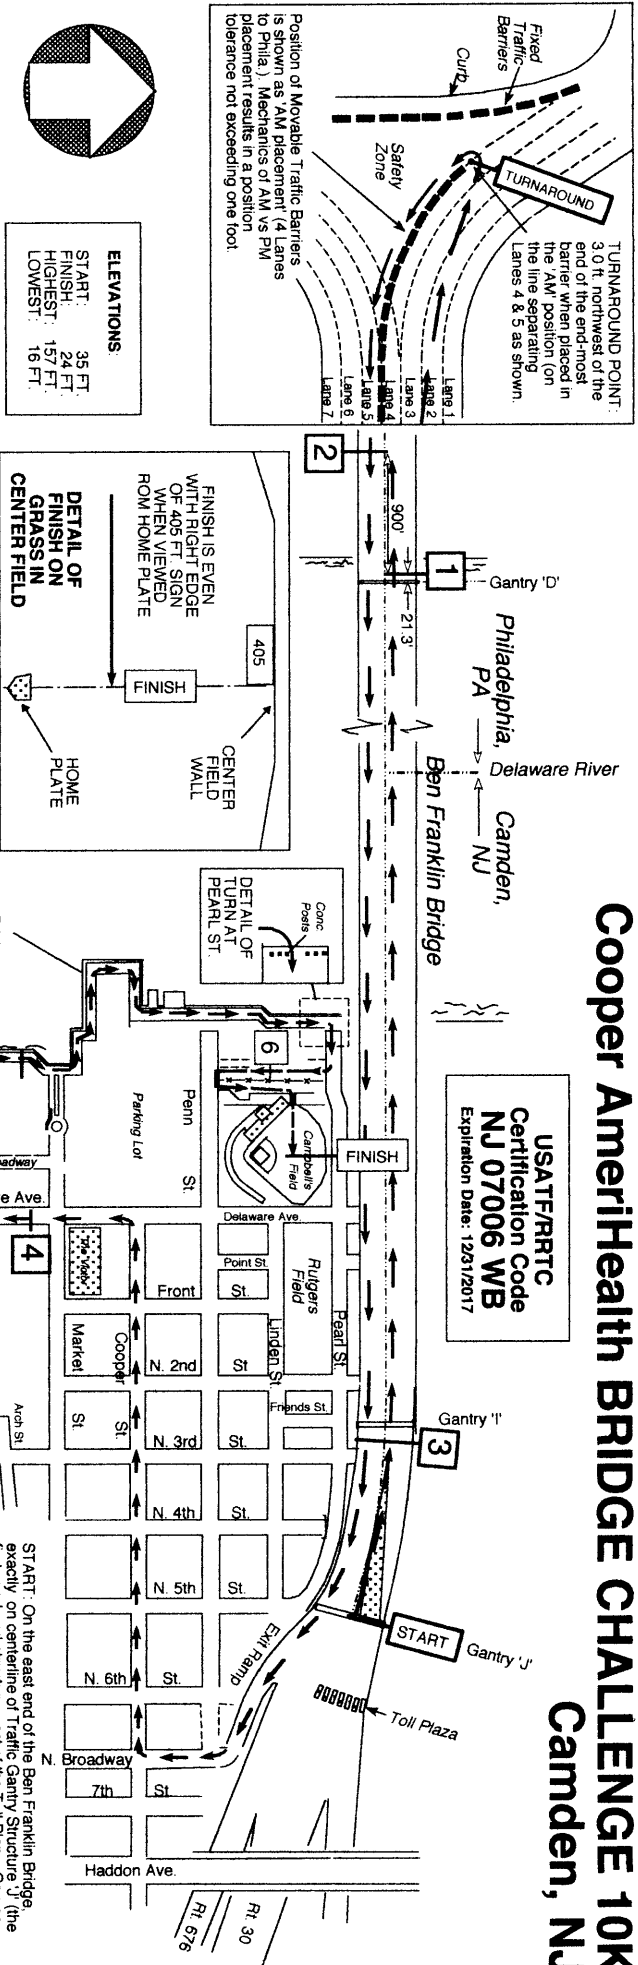 Cooper AmeriHealth BRIDGE CHALLENGE 10K
Camden, NJ
USATF/RRTC
Certification Code
NJ 07006 WB
Expiration Date: 12/31/2017
TURNAROUND POINT:
3.0 ft. northwest of the
end of the end-most
barrier when placed in
the 'AM' position (on
the line separating
Lanes 4 & 5 as shown.
TURNAROUND
Fixed
Traffic
Barriers
Curb
Safety
Zone
Position of Movable Traffic Barriers
is shown as 'AM placement' (4 Lanes
to Phila.). Mechanics of AM vs PM
placement results in a position
tolerance not exceeding one foot.
Lane 1
Lane 2
Lane 3
Lane 4
Lane 5
Lane 6
Lane 7
ELEVATIONS:
START: 35 FT.
FINISH: 24 FT.
HIGHEST: 157 FT.
LOWEST: 16 FT.
2
900'
1
21.3'
Gantry 'D'
Philadelphia,
PA
Delaware River
Camden,
NJ
Ben Franklin Bridge
FINISH IS EVEN
WITH RIGHT EDGE
OF 405 FT. SIGN
WHEN VIEWED
ROM HOME PLATE
DETAIL OF
FINISH ON
GRASS IN
CENTER FIELD
405
FINISH
CENTER
FIELD
WALL
HOME
PLATE
DETAIL OF
TURN AT
PEARL ST.
Conc.
Posts
6
FINISH
Campbell's
Field
Penn St.
Parking Lot
Delaware Ave.
adway
e Ave.
4
Point St.
Front St.
Rutgers
Field
Pearl St.
Linden St.
Friends St.
N. 2nd St
Cooper St.
Market St
Arch St.
N. 3rd St.
N. 4th St.
N. 5th St.
N. 6th St.
N. Broadway
7th St
Haddon Ave.
Rt. 30
Rt. 676
Exit Ramp
Gantry 'I'
3
START
Gantry 'J'
Toll Plaza
START: On the east end of the Ben Franklin Bridge,
exactly on centerline of Traffic Gantry Structure 'J' (the